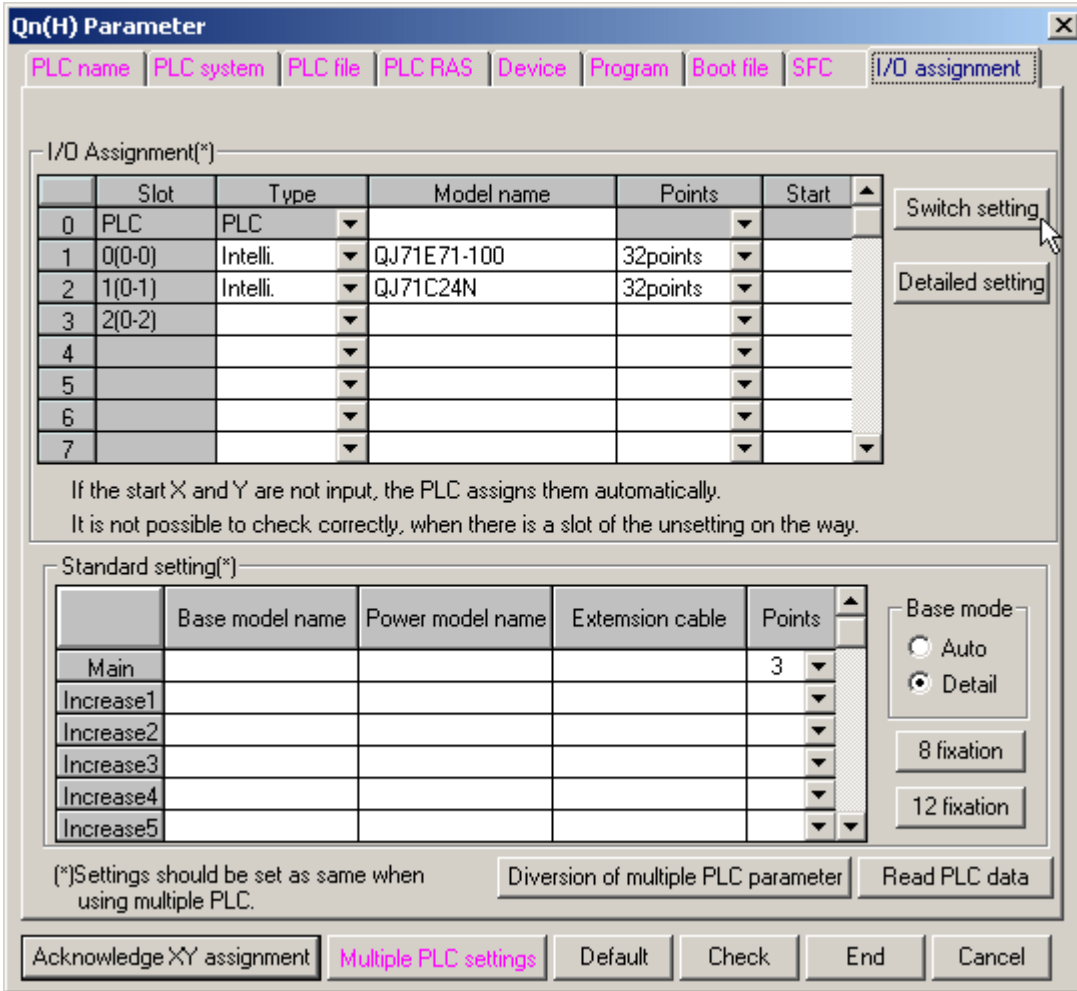 Qn(H) Parameter
PLC name PLC system PLC file PLC RAS Device Program Boot file SFC I/O assignment
I/O Assignment(*)
Slot Type Model name Points Start
0 PLC PLC
1 0(0-0) Intelli. QJ71E71-100 32points
2 1(0-1) Intelli. QJ71C24N 32points
3 2(0-2)
4
5
6
7
Switch setting
Detailed setting
If the start X and Y are not input, the PLC assigns them automatically.
It is not possible to check correctly, when there is a slot of the unsetting on the way.
Standard setting(*)
Base model name Power model name Extemsion cable Points
Main 3
Increase1
Increase2
Increase3
Increase4
Increase5
Base mode
Auto
Detail
8 fixation
12 fixation
(*)Settings should be set as same when
using multiple PLC.
Diversion of multiple PLC parameter Read PLC data
Acknowledge XY assignment Multiple PLC settings Default Check End Cancel